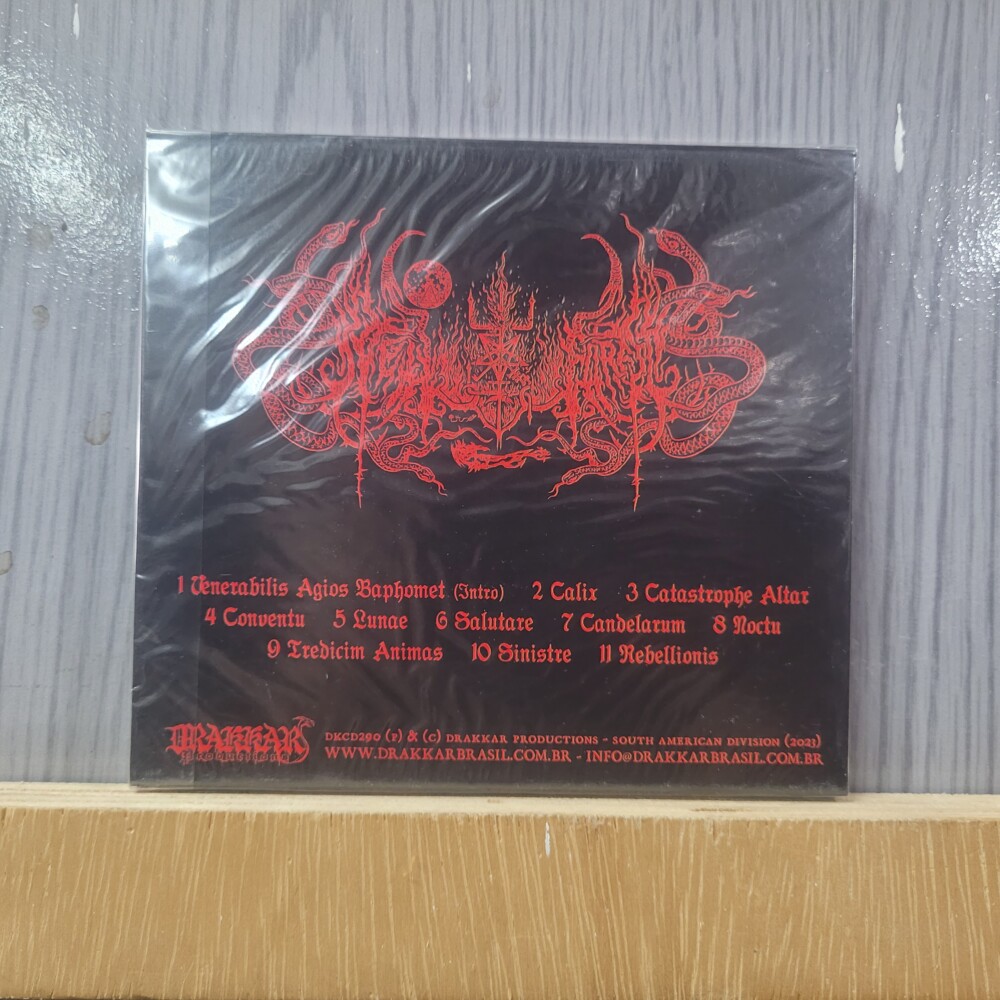 1 Venerabilis Agios Baphomet (Intro) 2 Calix 3 Catastrophe Altar
4 Conventu 5 Lunae 6 Salutare 7 Candelarum 8 Noctu
9 Tredicim Animas 10 Sinistre 11 Rebellionis
DRAKKAR
Productions
DKCD290 (P) & (C) DRAKKAR PRODUCTIONS - SOUTH AMERICAN DIVISION (2023)
WWW.DRAKKARBRASIL.COM.BR - INFO@DRAKKARBRASIL.COM.BR